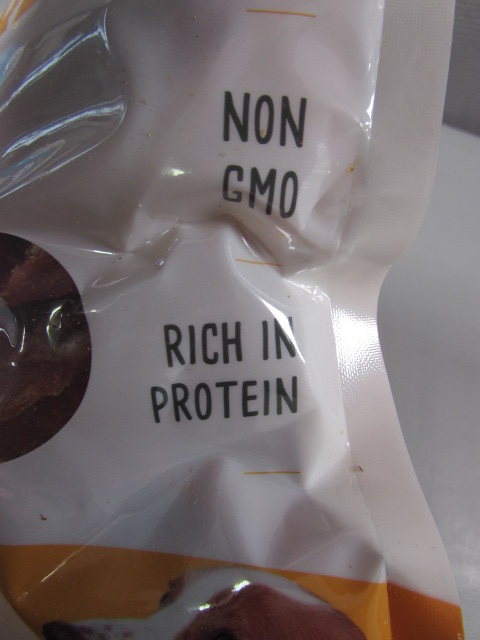 NON
GMO
RICH IN
PROTEIN